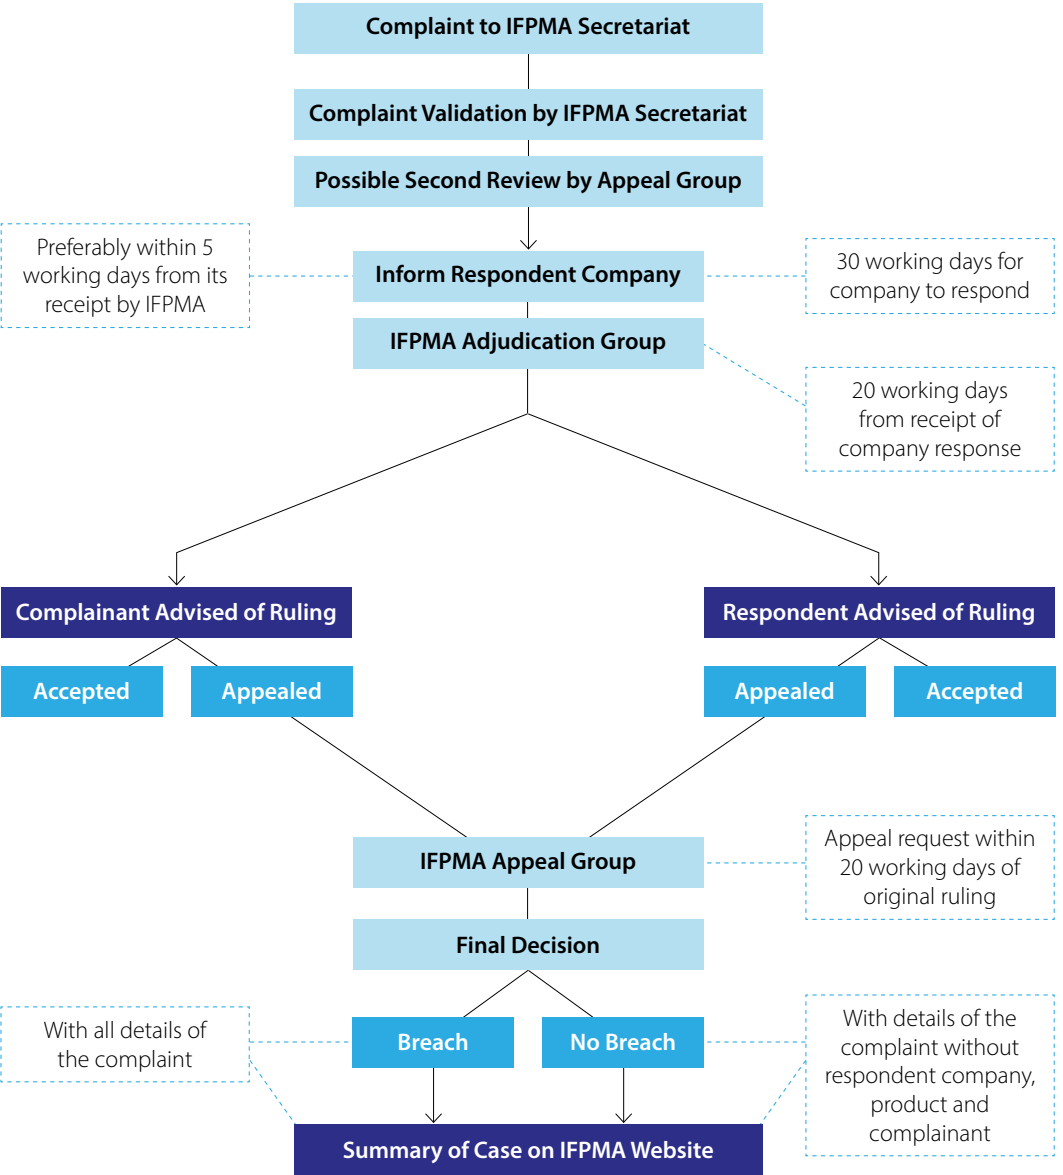 Complaint to IFPMA Secretariat
Complaint Validation by IFPMA Secretariat
Possible Second Review by Appeal Group
Preferably within 5
working days from its
receipt by IFPMA
Inform Respondent Company
30 working days for
company to respond
IFPMA Adjudication Group
20 working days
from receipt of
company response
Complainant Advised of Ruling
Respondent Advised of Ruling
Accepted
Appealed
Appealed
Accepted
IFPMA Appeal Group
Appeal request within
20 working days of
original ruling
Final Decision
With all details of
the complaint
Breach
No Breach
With details of the
complaint without
respondent company,
product and
complainant
Summary of Case on IFPMA Website